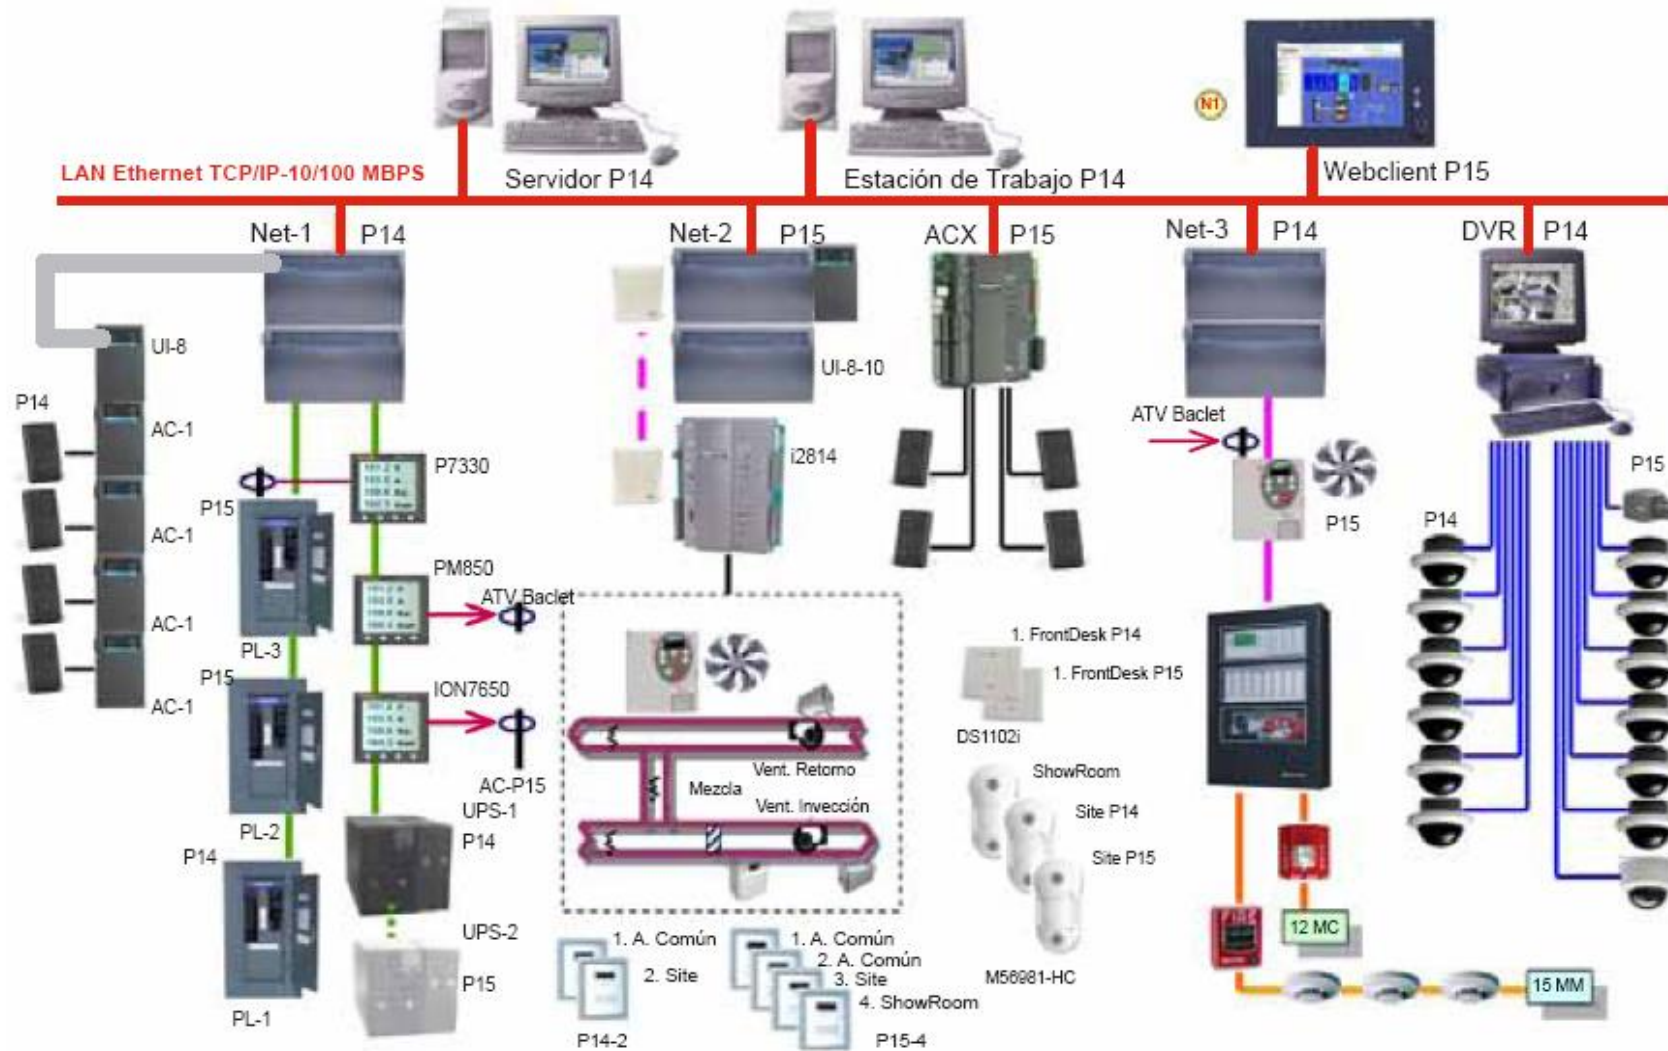 N1
LAN Ethernet TCP/IP-10/100 MBPS
Servidor P14
Estación de Trabajo P14
Webclient P15
Net-1 P14
Net-2 P15
ACX P15
Net-3 P14
DVR P14
UI-8
P14
AC-1
AC-1
AC-1
AC-1
P7330
P15
PL-3
PM850
ATV Baclet
P15
PL-2
ION7650
AC-P15
P14
PL-1
UPS-1
P14
UPS-2
P15
UI-8-10
i2814
Vent. Retorno
Mezcla
Vent. Invección
1. A. Común
2. Site
P14-2
1. A. Común
2. A. Común
3. Site
4. ShowRoom
P15-4
1. FrontDesk P14
1. FrontDesk P15
DS1102i
ShowRoom
Site P14
Site P15
M56981-HC
ATV Baclet
P15
12 MC
15 MM
P14
P15